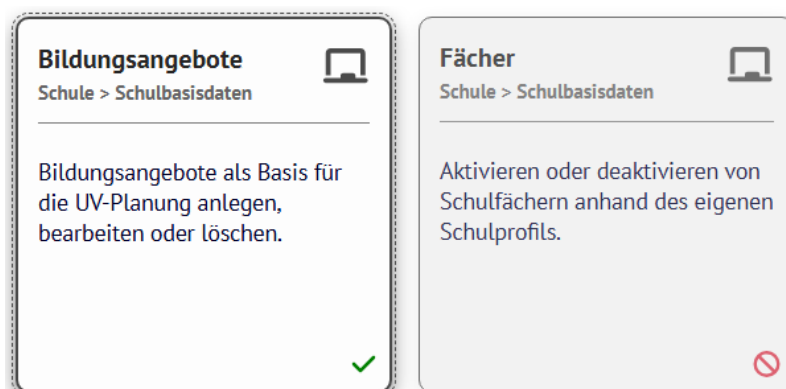 Bildungsangebote
Schule > Schulbasisdaten
Bildungsangebote als Basis für
die UV-Planung anlegen,
bearbeiten oder löschen.
Fächer
Schule > Schulbasisdaten
Aktivieren oder deaktivieren von
Schulfächern anhand des eigenen
Schulprofils.